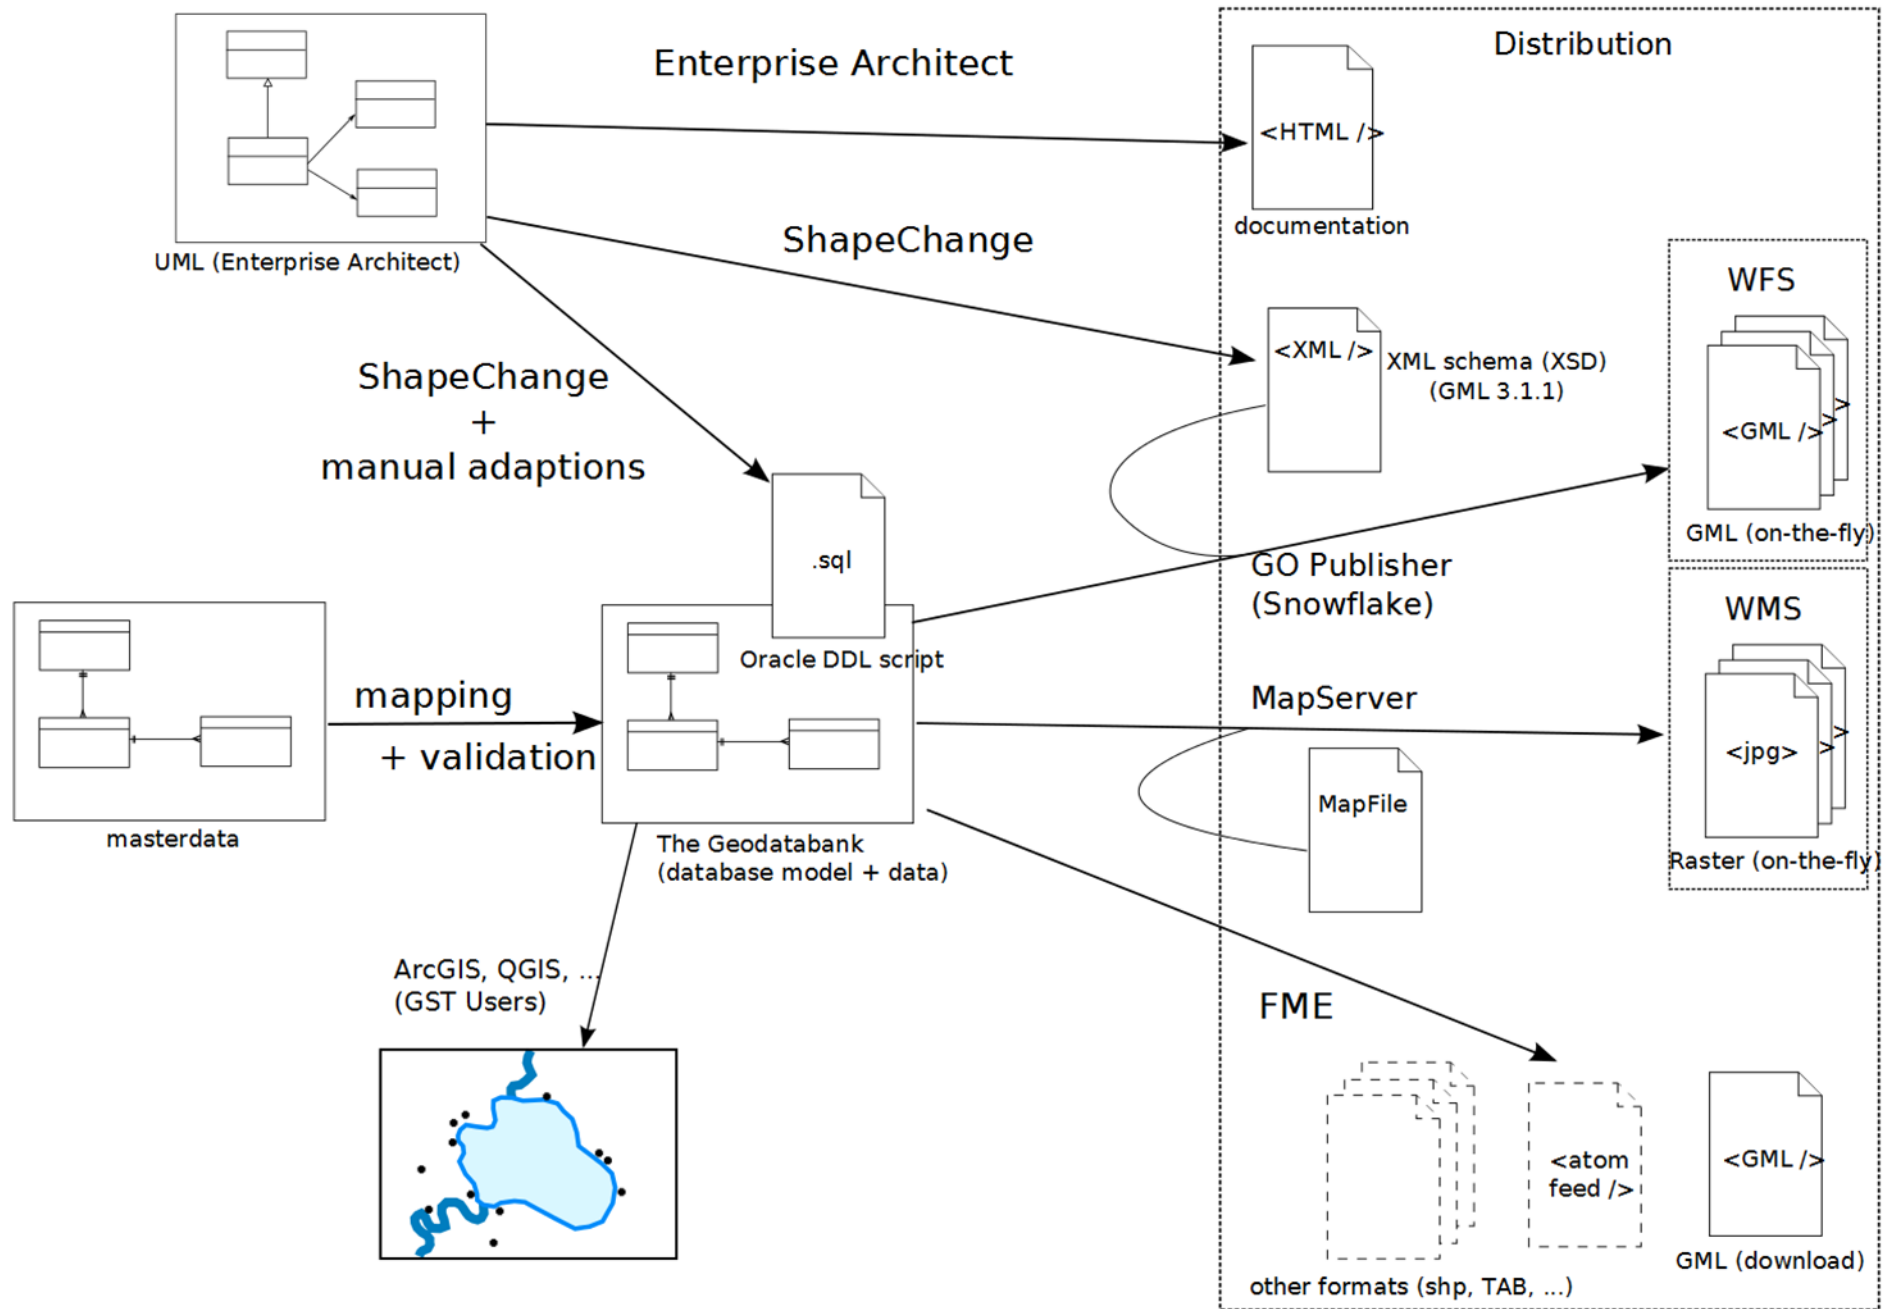 Distribution
Enterprise Architect
<HTML />
documentation
UML (Enterprise Architect)
ShapeChange
WFS
<XML />
XML schema (XSD)
(GML 3.1.1)
ShapeChange
+
manual adaptions
<GML />
>
>
GML (on-the-fly)
.sql
GO Publisher
(Snowflake)
WMS
Oracle DDL script
mapping
+ validation
MapServer
<jpg>
>
>
MapFile
masterdata
The Geodatabank
(database model + data)
Raster (on-the-fly)
ArcGIS, QGIS, ...
(GST Users)
FME
<atom
feed />
<GML />
GML (download)
other formats (shp, TAB, ...)